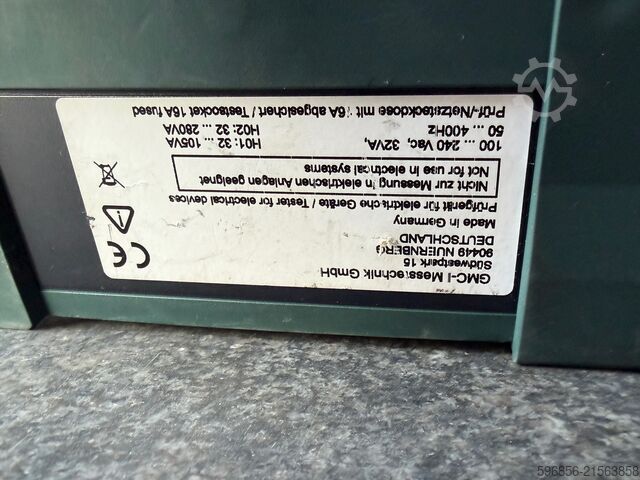 GMC-I Messtechnik GmbH
Südwestpark 15
90449 NUERNBERG
DEUTSCHLAND
Made in Germany
Prüfgerät für elektrische Geräte / Tester for electrical devices
Nicht zur Messung in elektrischen Anlagen geeignet
Not for use in electrical systems
100 ... 240 Vac, 32VA, H01: 32 ... 105VA
50 ... 400Hz H02: 32 ... 280VA
Prüf-/Netzsteckdose mit 16A abgesichert / Testsocket 16A fused
CE
596856-21563858